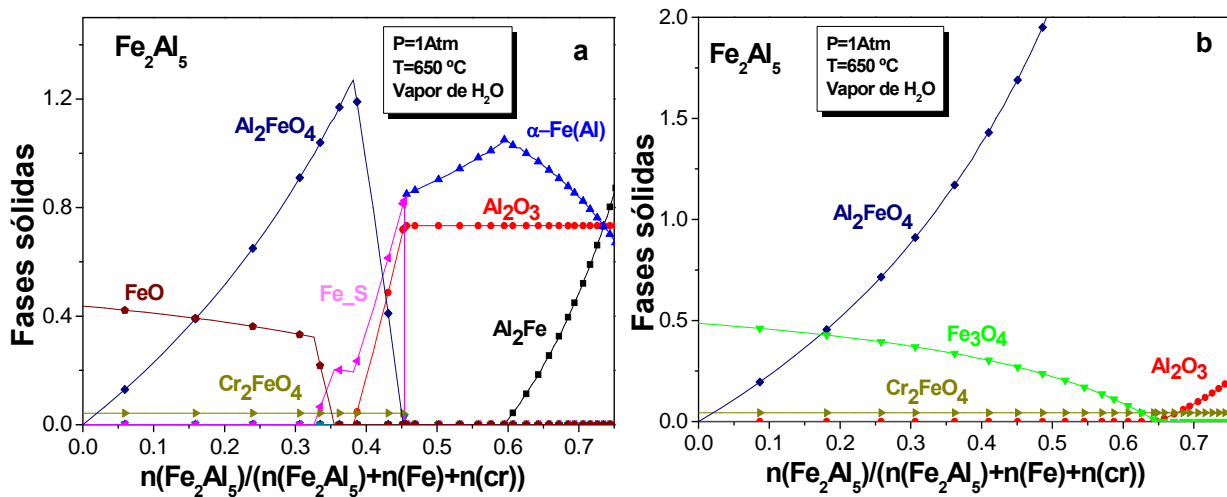 a
Fe2Al5
P=1Atm
T=650 ºC
Vapor de H2O
Al2FeO4
α−Fe(Al)
Al2O3
FeO
Fe_S
Al2Fe
Cr2FeO4
Fases sólidas
1.2
0.8
0.4
0.0
0.0 0.1 0.2 0.3 0.4 0.5 0.6 0.7
n(Fe2Al5)/(n(Fe2Al5)+n(Fe)+n(cr))
b
Fe2Al5
P=1Atm
T=650 ºC
Vapor de H2O
Al2FeO4
Fe3O4
Al2O3
Cr2FeO4
Fases sólidas
2.0
1.5
1.0
0.5
0.0
0.0 0.1 0.2 0.3 0.4 0.5 0.6 0.7
n(Fe2Al5)/(n(Fe2Al5)+n(Fe)+n(cr))